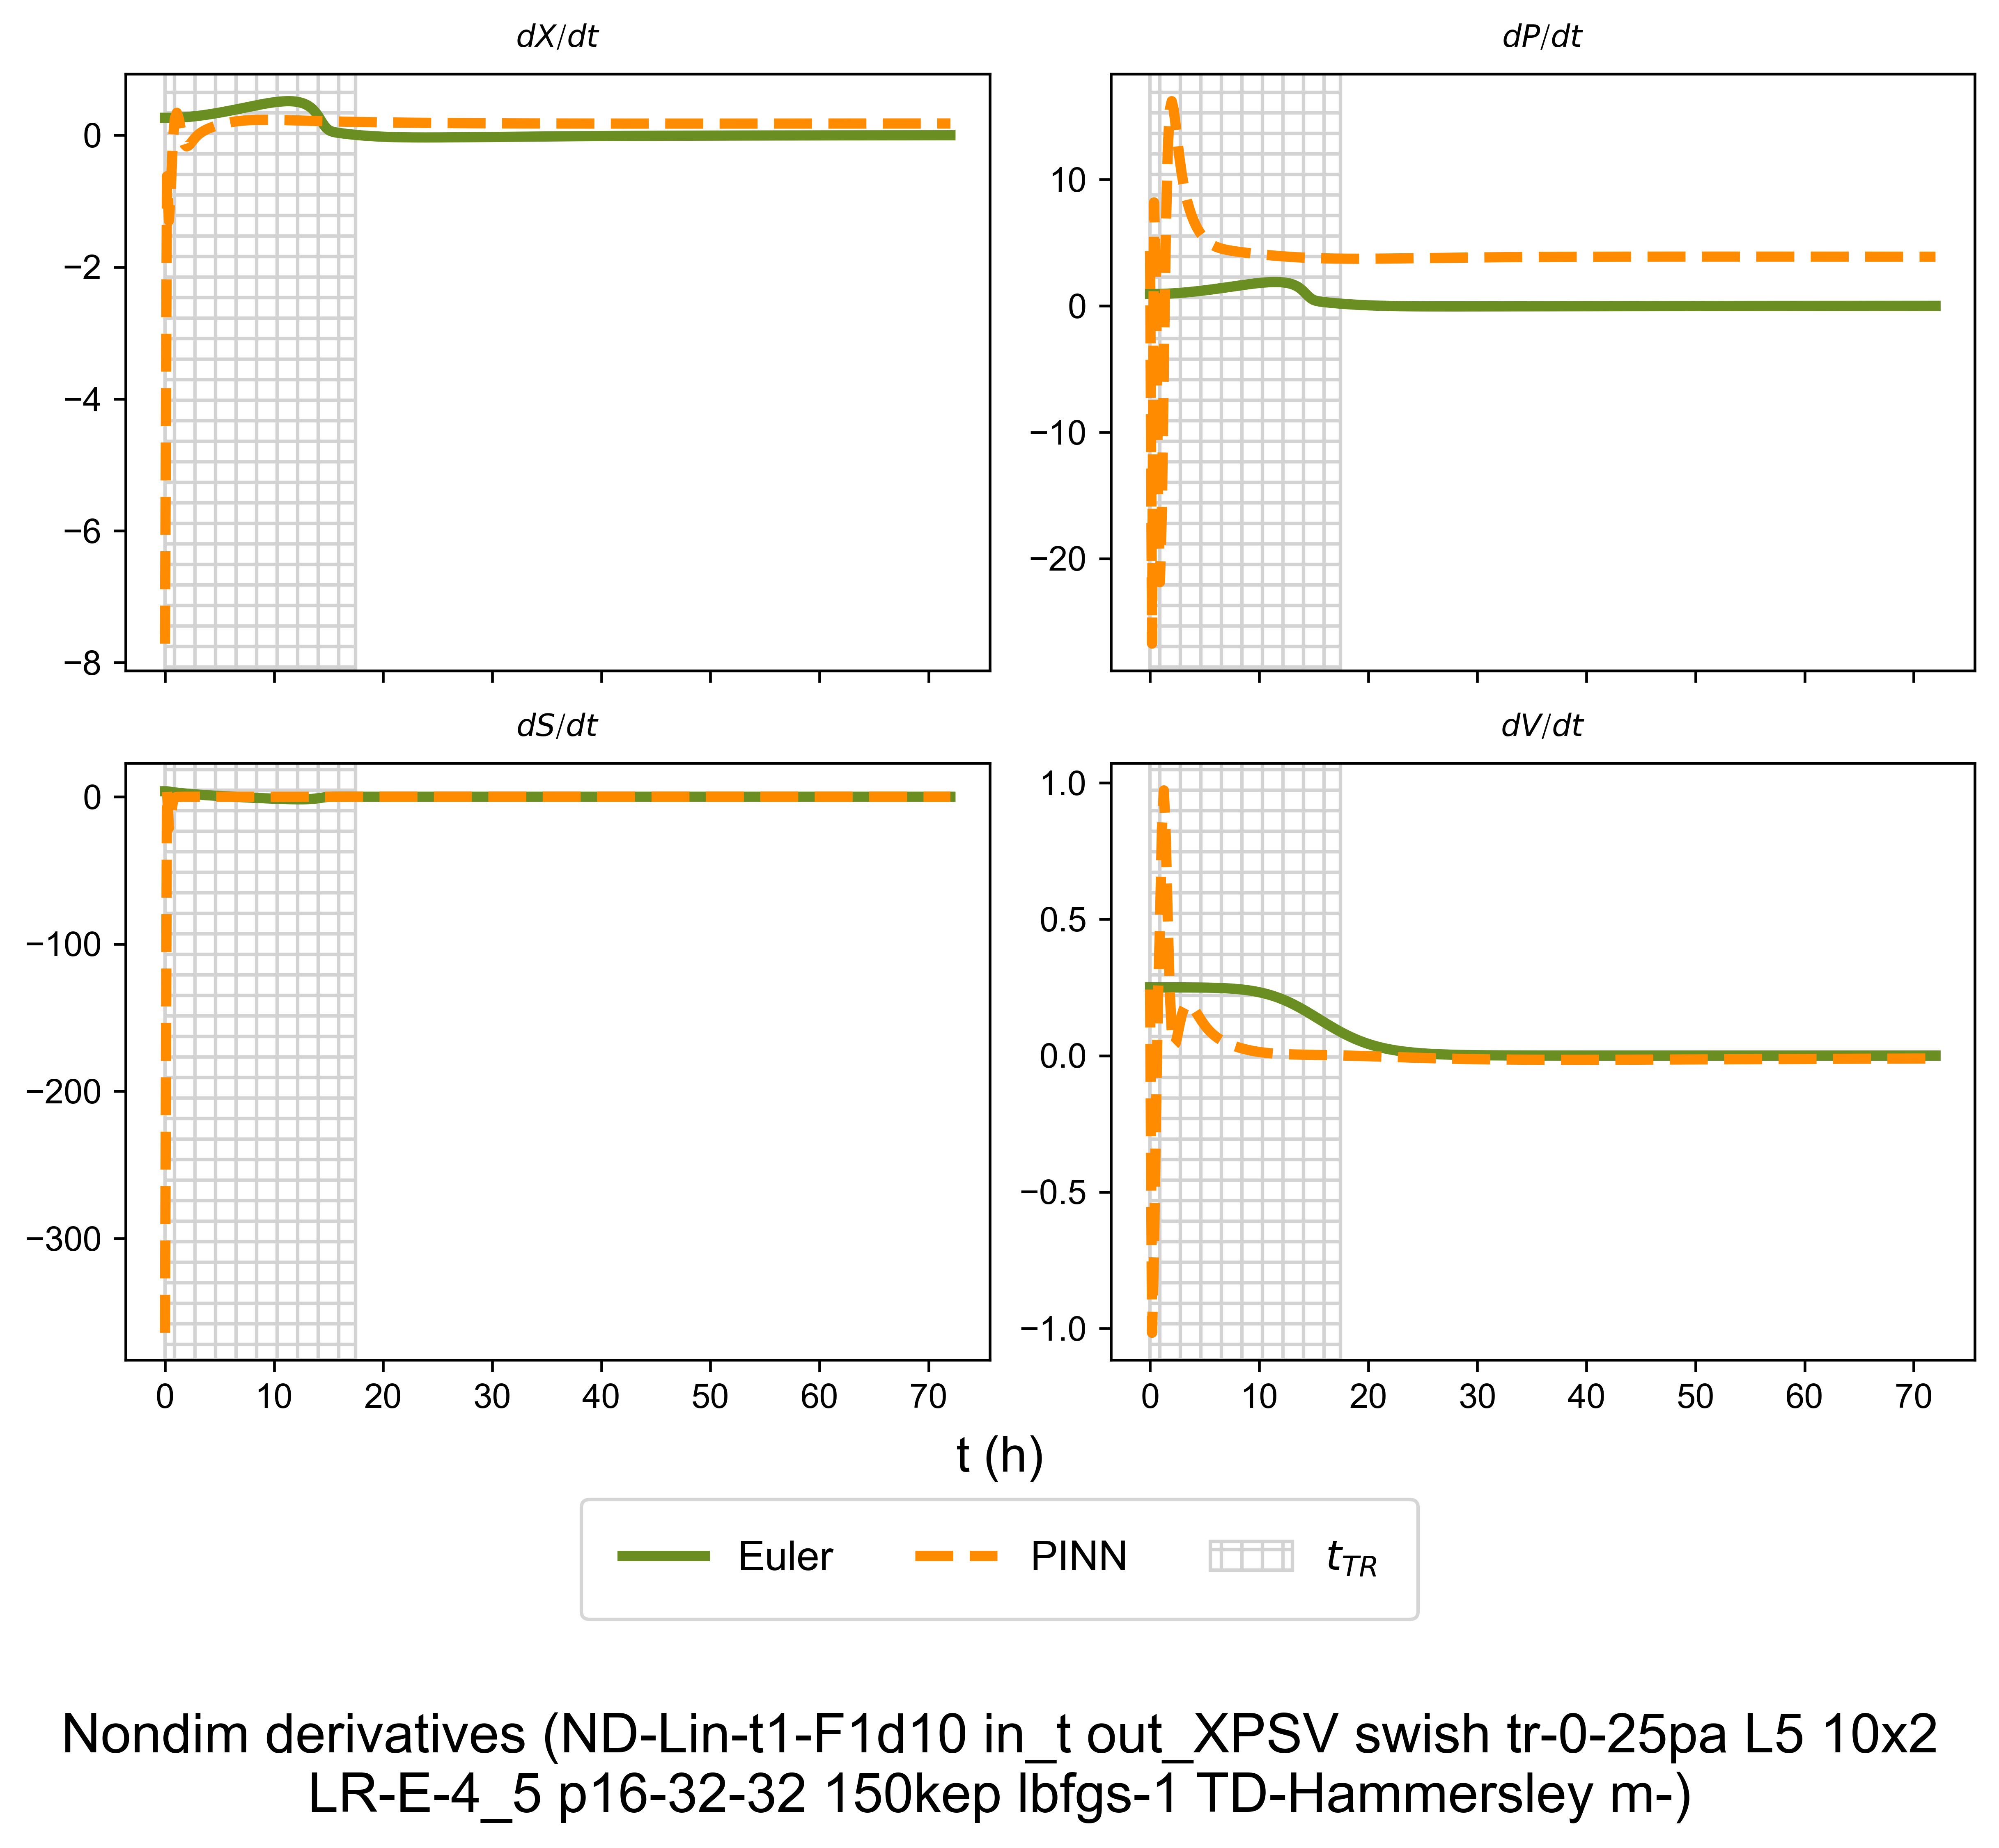 dX/dt
dP/dt
0
−2
−4
−6
−8
10
0
−10
−20
dS/dt
dV/dt
0
−100
−200
−300
1.0
0.5
0.0
−0.5
−1.0
0 10 20 30 40 50 60 70
0 10 20 30 40 50 60 70
t (h)
Euler PINN t_TR
Nondim derivatives (ND-Lin-t1-F1d10 in_t out_XPSV swish tr-0-25pa L5 10x2
LR-E-4_5 p16-32-32 150kep lbfgs-1 TD-Hammersley m-)